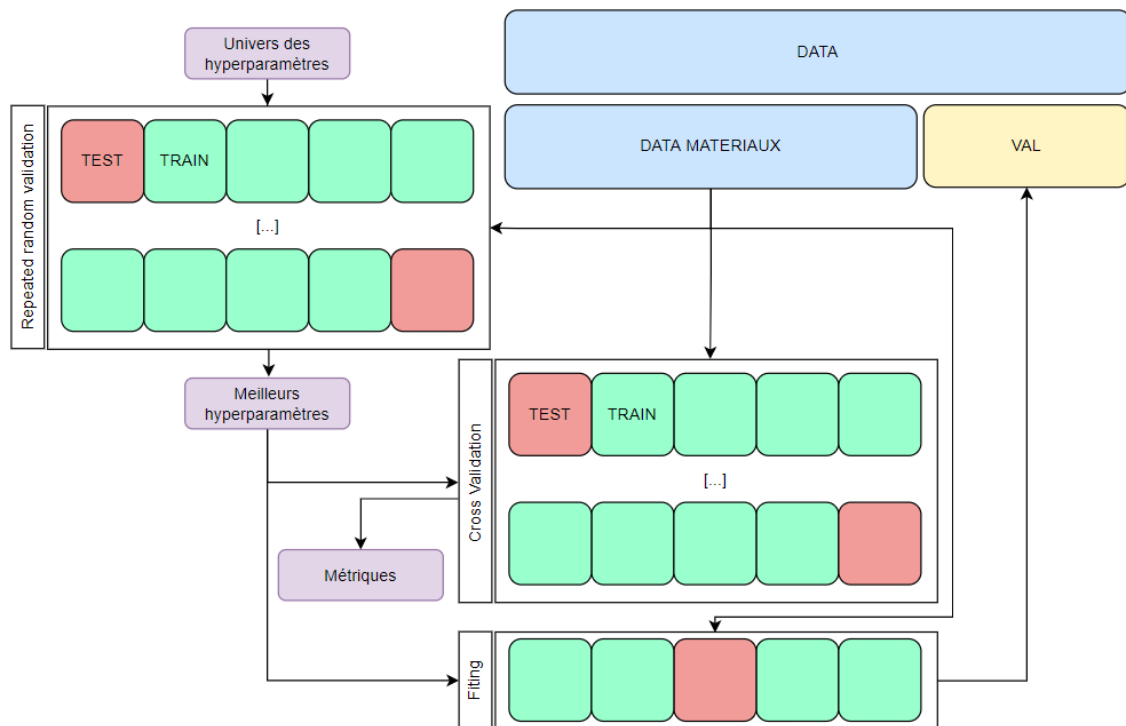 Univers des
hyperparamètres
DATA
DATA MATERIAUX
VAL
Repeated random validation
TEST
TRAIN
[...]
Meilleurs
hyperparamètres
Cross Validation
TEST
TRAIN
[...]
Métriques
Fiting